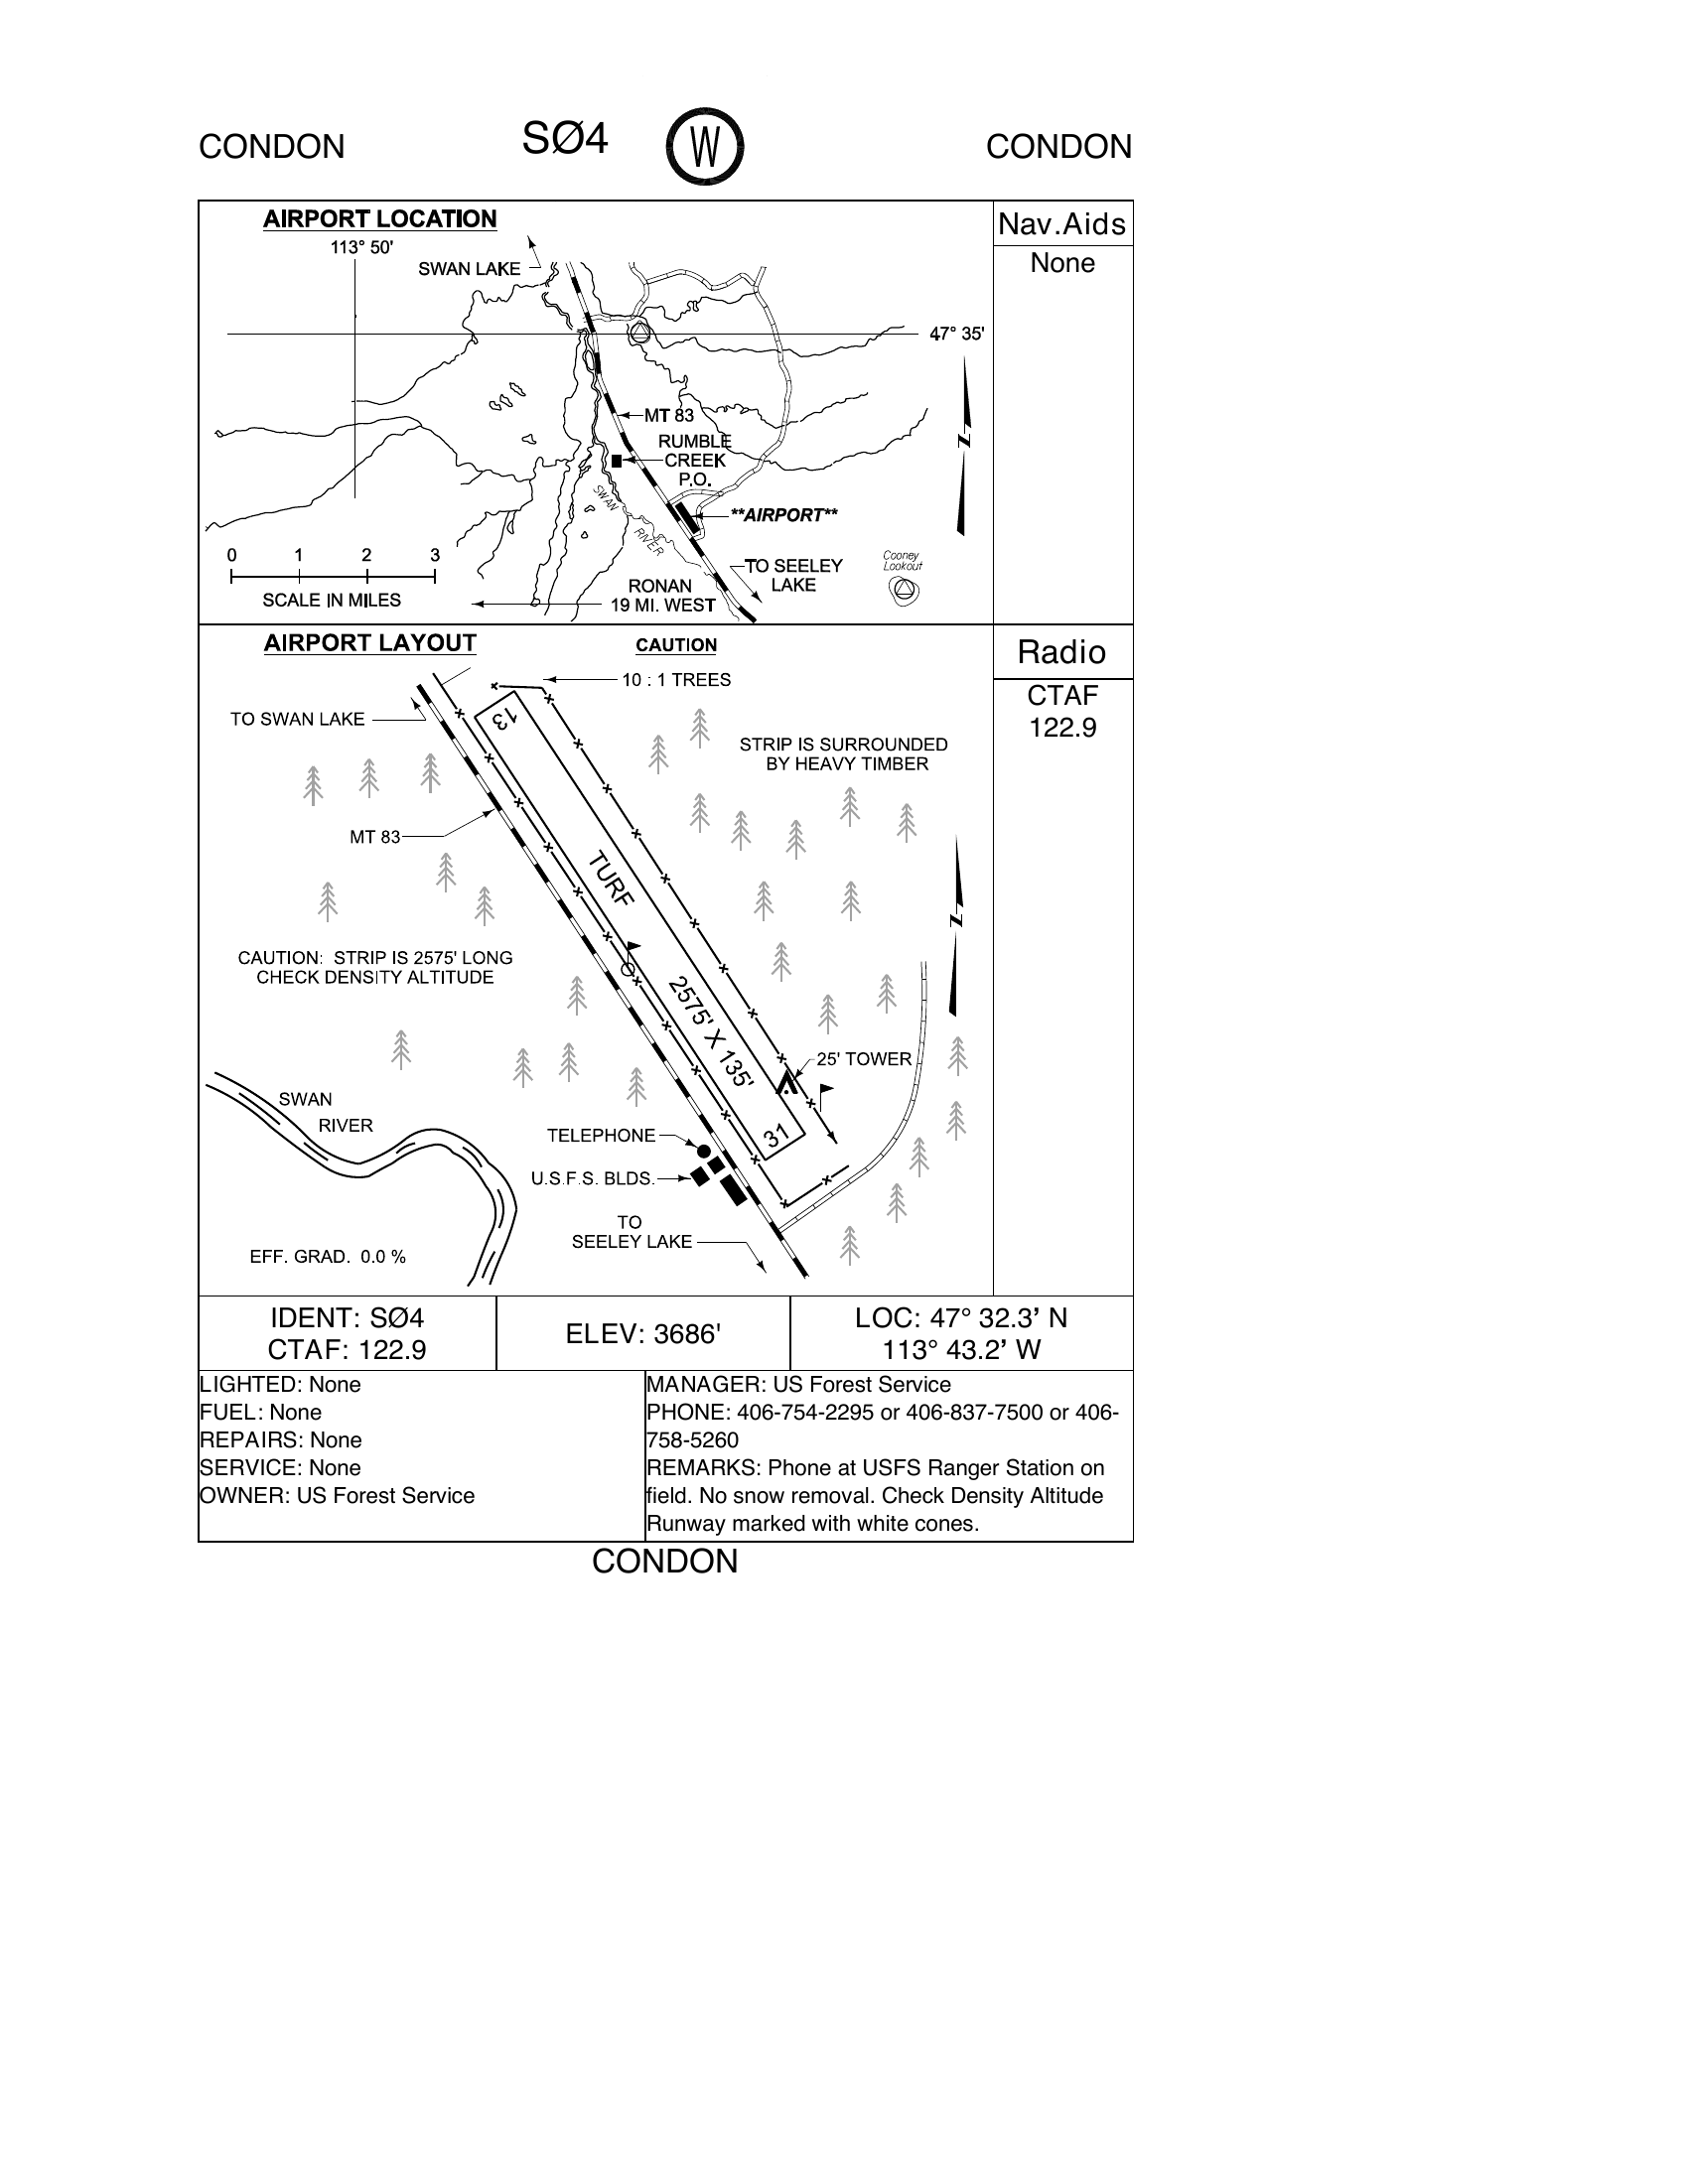 CONDON SØ4 W CONDON
AIRPORT LOCATION
113° 50'
SWAN LAKE
47° 35'
MT 83
RUMBLE
CREEK
P.O.
SWAN
RIVER
**AIRPORT**
N
0 1 2 3
SCALE IN MILES
RONAN
19 MI. WEST
TO SEELEY
LAKE
Cooney
Lookout
Nav.Aids
None
AIRPORT LAYOUT
CAUTION
10 : 1 TREES
TO SWAN LAKE
13
STRIP IS SURROUNDED
BY HEAVY TIMBER
MT 83
TURF
CAUTION: STRIP IS 2575' LONG
CHECK DENSITY ALTITUDE
N
2575' X 135'
25' TOWER
SWAN
RIVER
TELEPHONE
31
U.S.F.S. BLDS.
TO
SEELEY LAKE
EFF. GRAD. 0.0 %
Radio
CTAF
122.9
IDENT: SØ4
CTAF: 122.9
ELEV: 3686'
LOC: 47° 32.3’ N
113° 43.2’ W
LIGHTED: None
FUEL: None
REPAIRS: None
SERVICE: None
OWNER: US Forest Service
MANAGER: US Forest Service
PHONE: 406-754-2295 or 406-837-7500 or 406-
758-5260
REMARKS: Phone at USFS Ranger Station on
field. No snow removal. Check Density Altitude
Runway marked with white cones.
CONDON